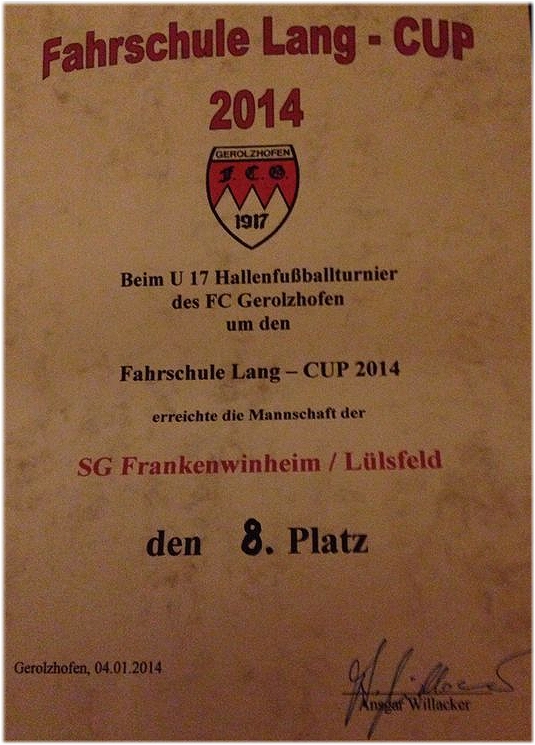 Fahrschule Lang - CUP
2014
GEROLZHOFEN
F. C. G.
1917
Beim U 17 Hallenfußballturnier
des FC Gerolzhofen
um den
Fahrschule Lang – CUP 2014
erreichte die Mannschaft der
SG Frankenwinheim / Lülsfeld
den 8. Platz
Gerolzhofen, 04.01.2014
Ansgar Willacker